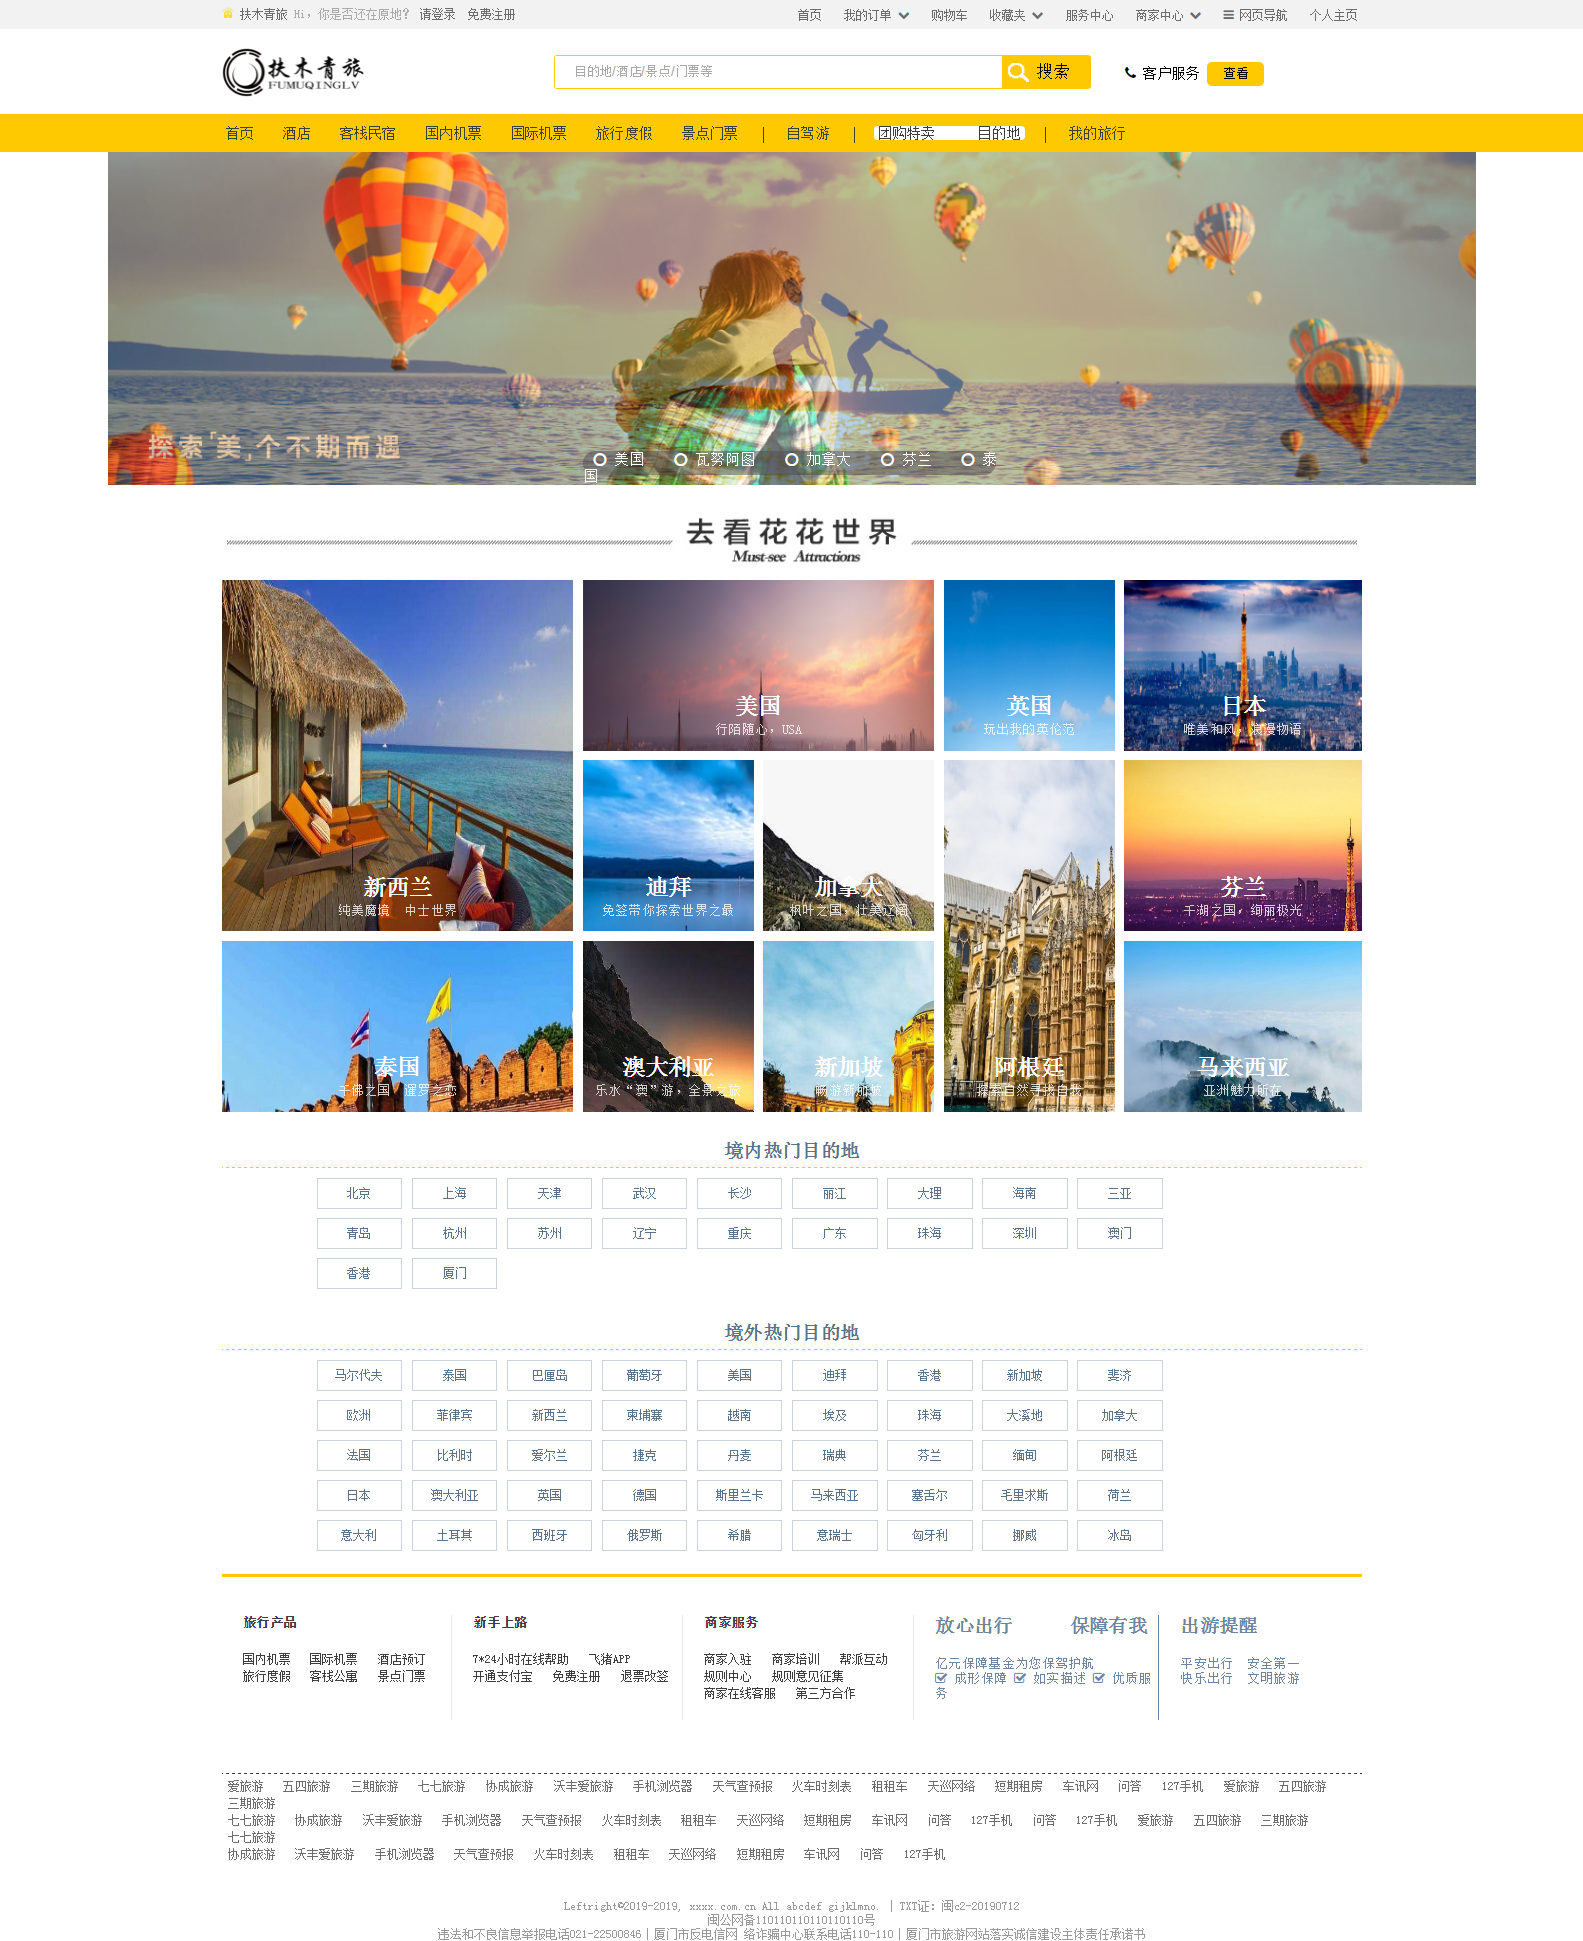 扶木青旅 Hi，你是否还在原地？ 请登录 免费注册 首页 我的订单 购物车 收藏夹 服务中心 商家中心 网页导航 个人主页
扶木青旅
FUMUQINGLV
目的地/酒店/景点/门票等 搜索 客户服务 查看
首页 酒店 客栈民宿 国内机票 国际机票 旅行度假 景点门票 | 自驾游 | 团购特卖 目的地 | 我的旅行
探索“美,个不期而遇
美国 瓦努阿图 加拿大 芬兰 泰
国
去看花花世界
Must-see Attractions
美国
行陌随心，USA
英国
玩出我的英伦范
日本
唯美和风，浪漫物语
新西兰
纯美魔境 中士世界
迪拜
免签带你探索世界之最
加拿大
枫叶之国，壮美辽阔
芬兰
千湖之国，绚丽极光
泰国
千佛之国 暹罗之恋
澳大利亚
乐水“澳”游，全景之旅
新加坡
畅游新加坡
阿根廷
探索自然寻找自我
马来西亚
亚洲魅力所在
境内热门目的地
北京 上海 天津 武汉 长沙 丽江 大理 海南 三亚
青岛 杭州 苏州 辽宁 重庆 广东 珠海 深圳 澳门
香港 厦门
境外热门目的地
马尔代夫 泰国 巴厘岛 葡萄牙 美国 迪拜 香港 新加坡 斐济
欧洲 菲律宾 新西兰 柬埔寨 越南 埃及 珠海 大溪地 加拿大
法国 比利时 爱尔兰 捷克 丹麦 瑞典 芬兰 缅甸 阿根廷
日本 澳大利亚 英国 德国 斯里兰卡 马来西亚 塞舌尔 毛里求斯 荷兰
意大利 土耳其 西班牙 俄罗斯 希腊 意瑞士 匈牙利 挪威 冰岛
旅行产品
国内机票 国际机票 酒店预订
旅行度假 客栈公寓 景点门票
新手上路
7*24小时在线帮助 飞猪APP
开通支付宝 免费注册 退票改签
商家服务
商家入驻 商家培训 帮派互动
规则中心 规则意见征集
商家在线客服 第三方合作
放心出行 保障有我
亿元保障基金为您保驾护航
成形保障 如实描述 优质服
务
出游提醒
平安出行 安全第一
快乐出行 文明旅游
爱旅游 五四旅游 三期旅游 七七旅游 协成旅游 沃丰爱旅游 手机浏览器 天气查预报 火车时刻表 租租车 天巡网络 短期租房 车讯网 问答 127手机 爱旅游 五四旅游
三期旅游
七七旅游 协成旅游 沃丰爱旅游 手机浏览器 天气查预报 火车时刻表 租租车 天巡网络 短期租房 车讯网 问答 127手机 问答 127手机 爱旅游 五四旅游 三期旅游
七七旅游
协成旅游 沃丰爱旅游 手机浏览器 天气查预报 火车时刻表 租租车 天巡网络 短期租房 车讯网 问答 127手机
Leftright©2019-2019, xxxx.com.cn All abcdef gijklmno. | TXT证：闽c2-20190712
闽公网备110110110110110110号
违法和不良信息举报电话021-22500846 | 厦门市反电信网 络诈骗中心联系电话110-110 | 厦门市旅游网站落实诚信建设主体责任承诺书